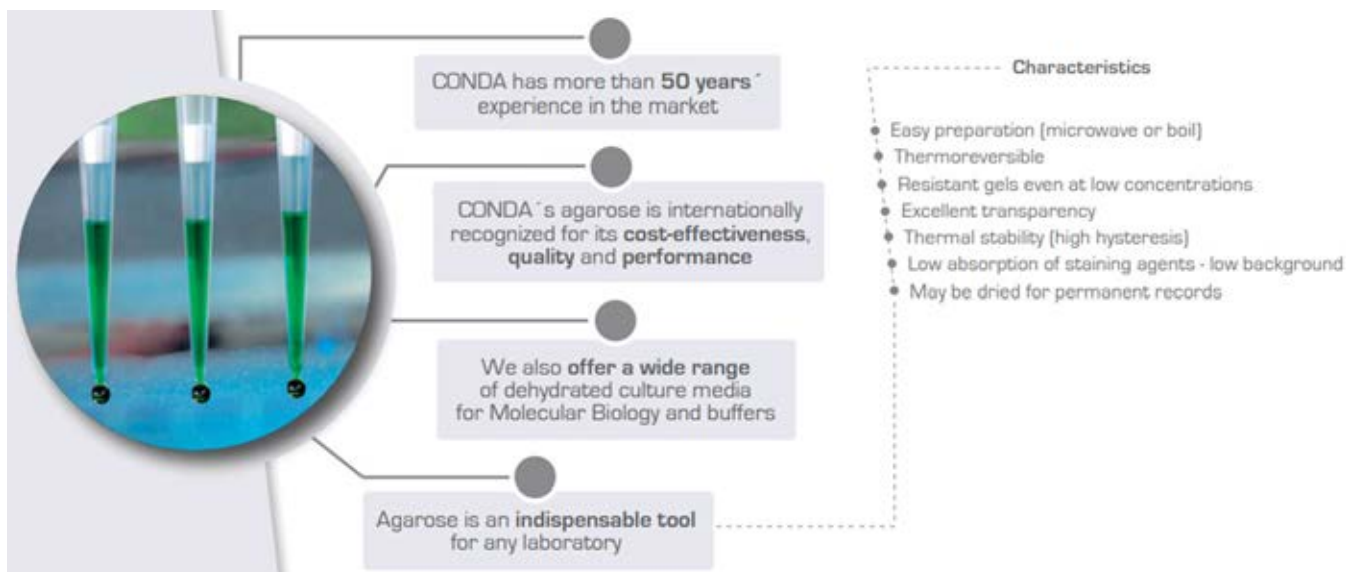 CONDA has more than 50 years´
experience in the market
CONDA´s agarose is internationally
recognized for its cost-effectiveness,
quality and performance
We also offer a wide range
of dehydrated culture media
for Molecular Biology and buffers
Agarose is an indispensable tool
for any laboratory
Characteristics
Easy preparation (microwave or boil)
Thermoreversible
Resistant gels even at low concentrations
Excellent transparency
Thermal stability (high hysteresis)
Low absorption of staining agents - low background
May be dried for permanent records